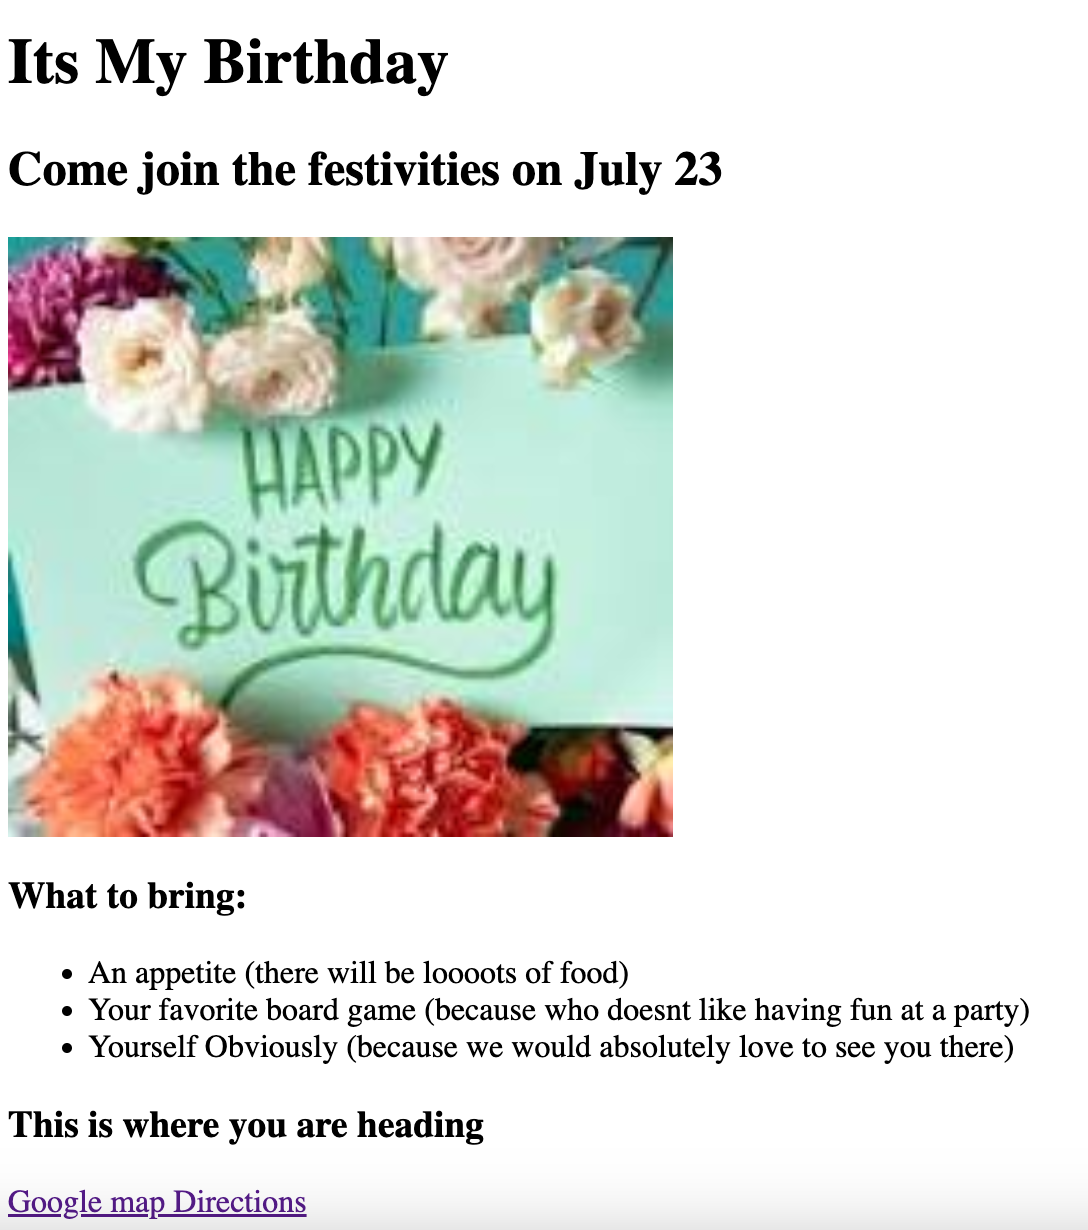 Its My Birthday
Come join the festivities on July 23
HAPPY
Birthday
What to bring:
An appetite (there will be loooots of food)
Your favorite board game (because who doesnt like having fun at a party)
Yourself Obviously (because we would absolutely love to see you there)
This is where you are heading
Google map Directions